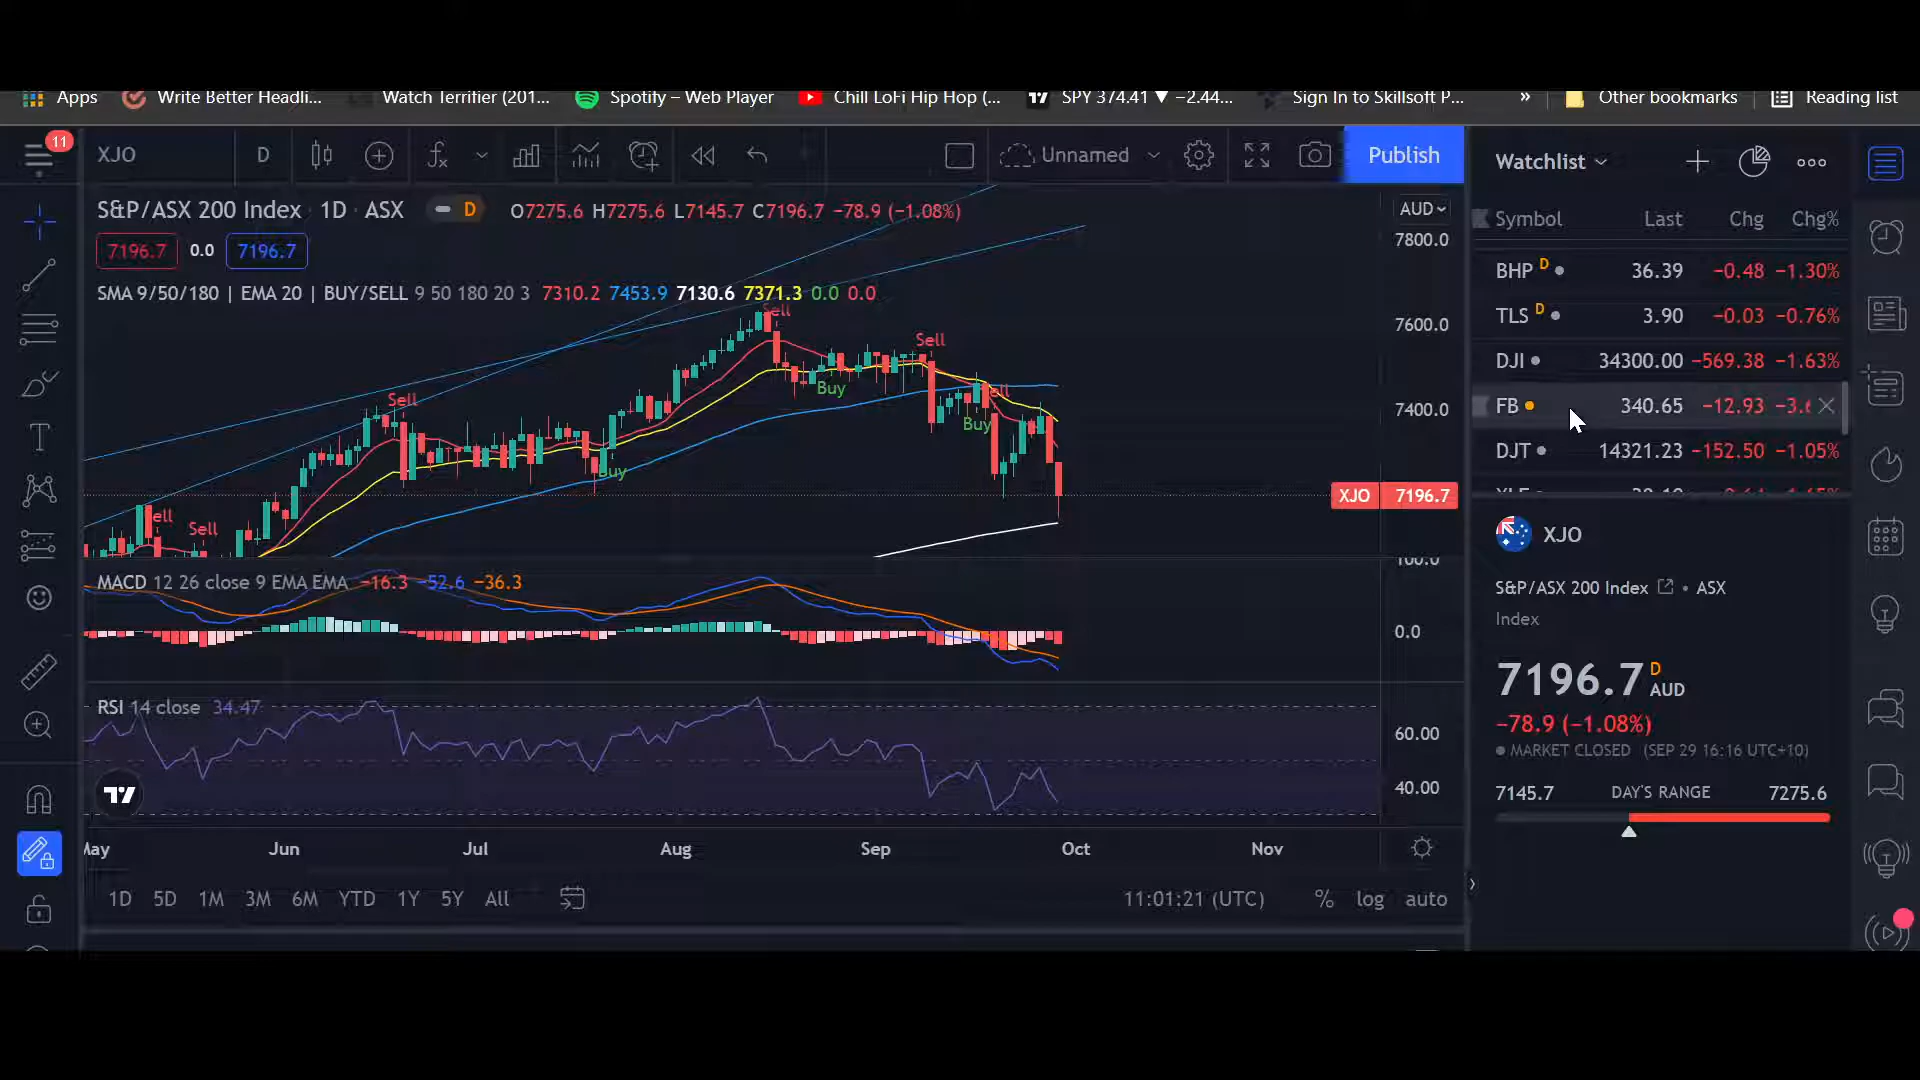 Apps Write Better Headli... Watch Terrifier (201... Spotify – Web Player Chill LoFi Hip Hop (... SPY 374.41 ▼ −2.44... Sign In to Skillsoft P... » Other bookmarks Reading list
11
XJO D Unnamed Publish
Watchlist
S&P/ASX 200 Index · 1D · ASX D O7275.6 H7275.6 L7145.7 C7196.7 −78.9 (−1.08%)
AUD
Symbol Last Chg Chg%
7196.7 0.0 7196.7
7800.0
BHP D 36.39 −0.48 −1.30%
SMA 9/50/180 | EMA 20 | BUY/SELL 9 50 180 20 3 7310.2 7453.9 7130.6 7371.3 0.0 0.0
TLS D 3.90 −0.03 −0.76%
Sell
7600.0
Sell
DJI 34300.00 −569.38 −1.63%
Buy
Sell
Sell
7400.0
FB 340.65 −12.93
Buy
DJT 14321.23 −152.50 −1.05%
Buy
XJO 7196.7
Sell
Sell
XJO
100.0
MACD 12 26 close 9 EMA EMA −16.3 −52.6 −36.3
S&P/ASX 200 Index • ASX
Index
0.0
7196.7 D AUD
RSI 14 close 34.47
−78.9 (−1.08%)
60.00
MARKET CLOSED (SEP 29 16:16 UTC+10)
40.00
7145.7 DAY'S RANGE 7275.6
May Jun Jul Aug Sep Oct Nov
1D 5D 1M 3M 6M YTD 1Y 5Y All 11:01:21 (UTC) % log auto